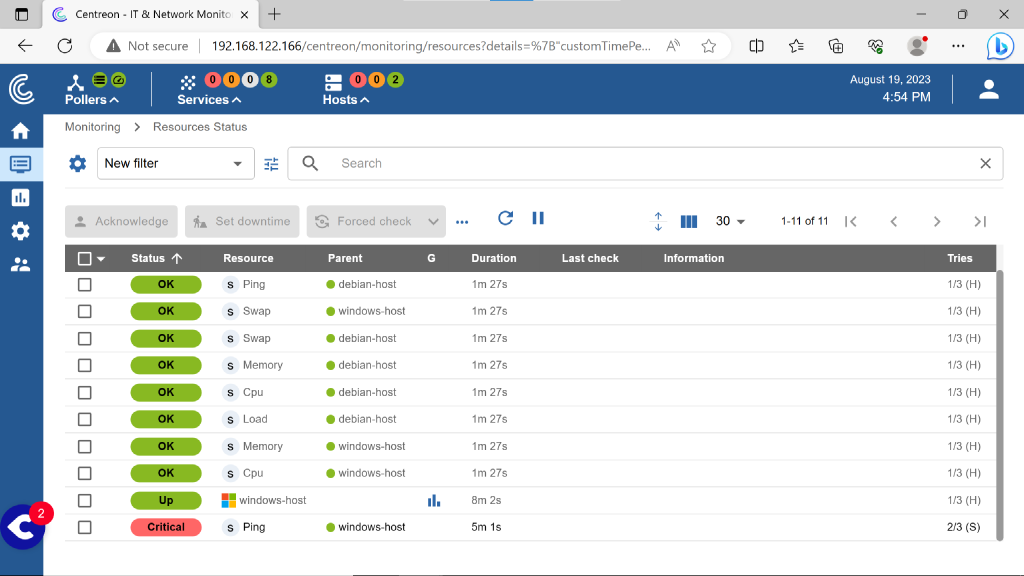 Centreon - IT & Network Monito
Not secure 192.168.122.166/centreon/monitoring/resources?details=%7B"customTimePe...
Pollers
0 0 0 8
Services
0 0 2
Hosts
August 19, 2023
4:54 PM
Monitoring > Resources Status
New filter
Search
Acknowledge Set downtime Forced check ... 30 1-11 of 11
Status Resource Parent G Duration Last check Information Tries
OK S Ping debian-host 1m 27s 1/3 (H)
OK S Swap windows-host 1m 27s 1/3 (H)
OK S Swap debian-host 1m 27s 1/3 (H)
OK S Memory debian-host 1m 27s 1/3 (H)
OK S Cpu debian-host 1m 27s 1/3 (H)
OK S Load debian-host 1m 27s 1/3 (H)
OK S Memory windows-host 1m 27s 1/3 (H)
OK S Cpu windows-host 1m 27s 1/3 (H)
Up windows-host 8m 2s 1/3 (H)
Critical S Ping windows-host 5m 1s 2/3 (S)
2